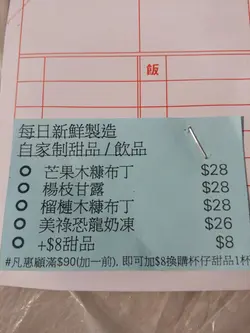 飯
每日新鮮製造
自家制甜品/飲品
芒果木糠布丁 $28
楊枝甘露 $28
榴槤木糠布丁 $28
美祿恐龍奶凍 $26
+$8甜品 $8
#凡惠顧滿$90(加一前), 即可加$8換購杯仔甜品1杯